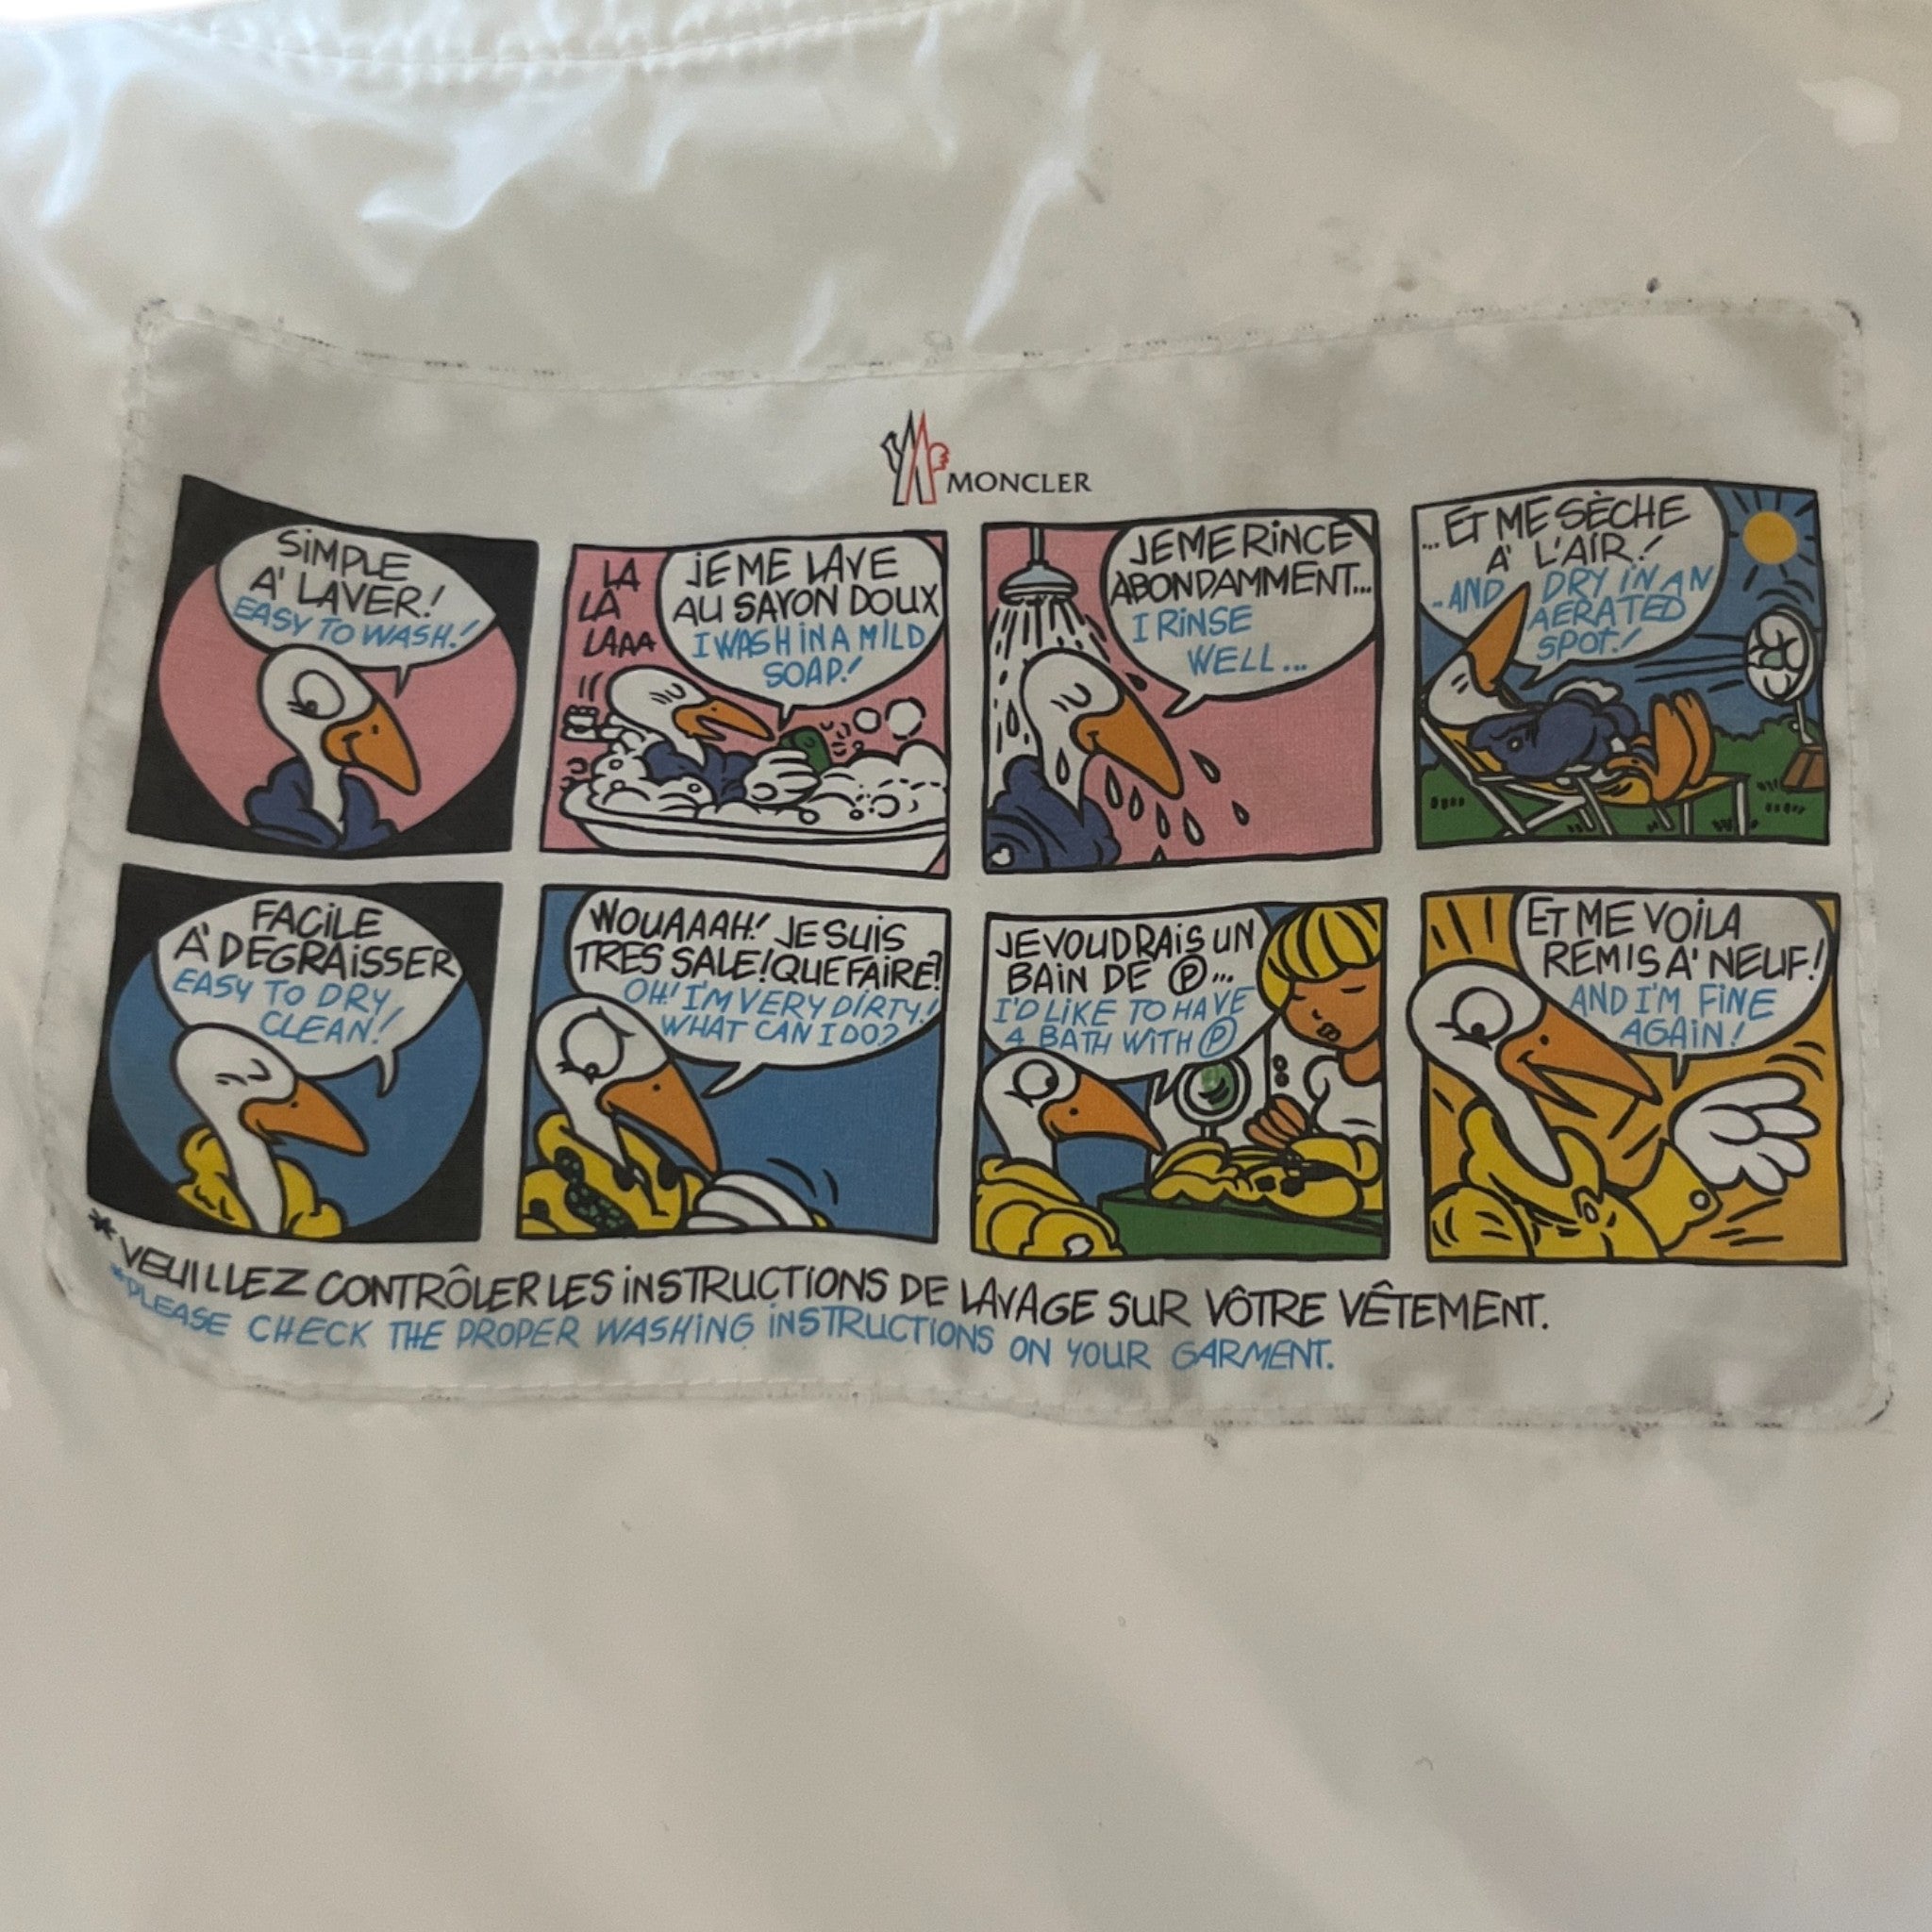 MONCLER
SiMPLE
A' LAVER!
EASY TO WASH!
LA
LA
LAAA
JE ME LAVE
AU SAVON DOUX
I WASH iN A MiLD
SOAP!
JE ME RiNCE
ABONDAMMENT...
I RiNSE
WELL...
...ET ME SÈCHE
A' L'AIR!
..AND DRY iN AN
AERATED
SPOT!
FACiLE
A' DEGRAiSSER
EASY TO DRY
CLEAN!
WOUAAAH! JE SUiS
TRES SALE! QUE FAIRE?
OH! I'M VERY DiRTY!
WHAT CAN I DO?
JE VOUDRAiS UN
BAiN DE Ⓟ...
I'D LiKE TO HAVE
A BATH WiTH Ⓟ
ET ME VOiLA
REMIS A' NEUF!
AND I'M FiNE
AGAiN!
*VEUILLEZ CONTRÔLER LES iNSTRUCTiONS DE LAVAGE SUR VÔTRE VÊTEMENT.
*PLEASE CHECK THE PROPER WASHiNG iNSTRUCTiONS ON YOUR GARMENT.